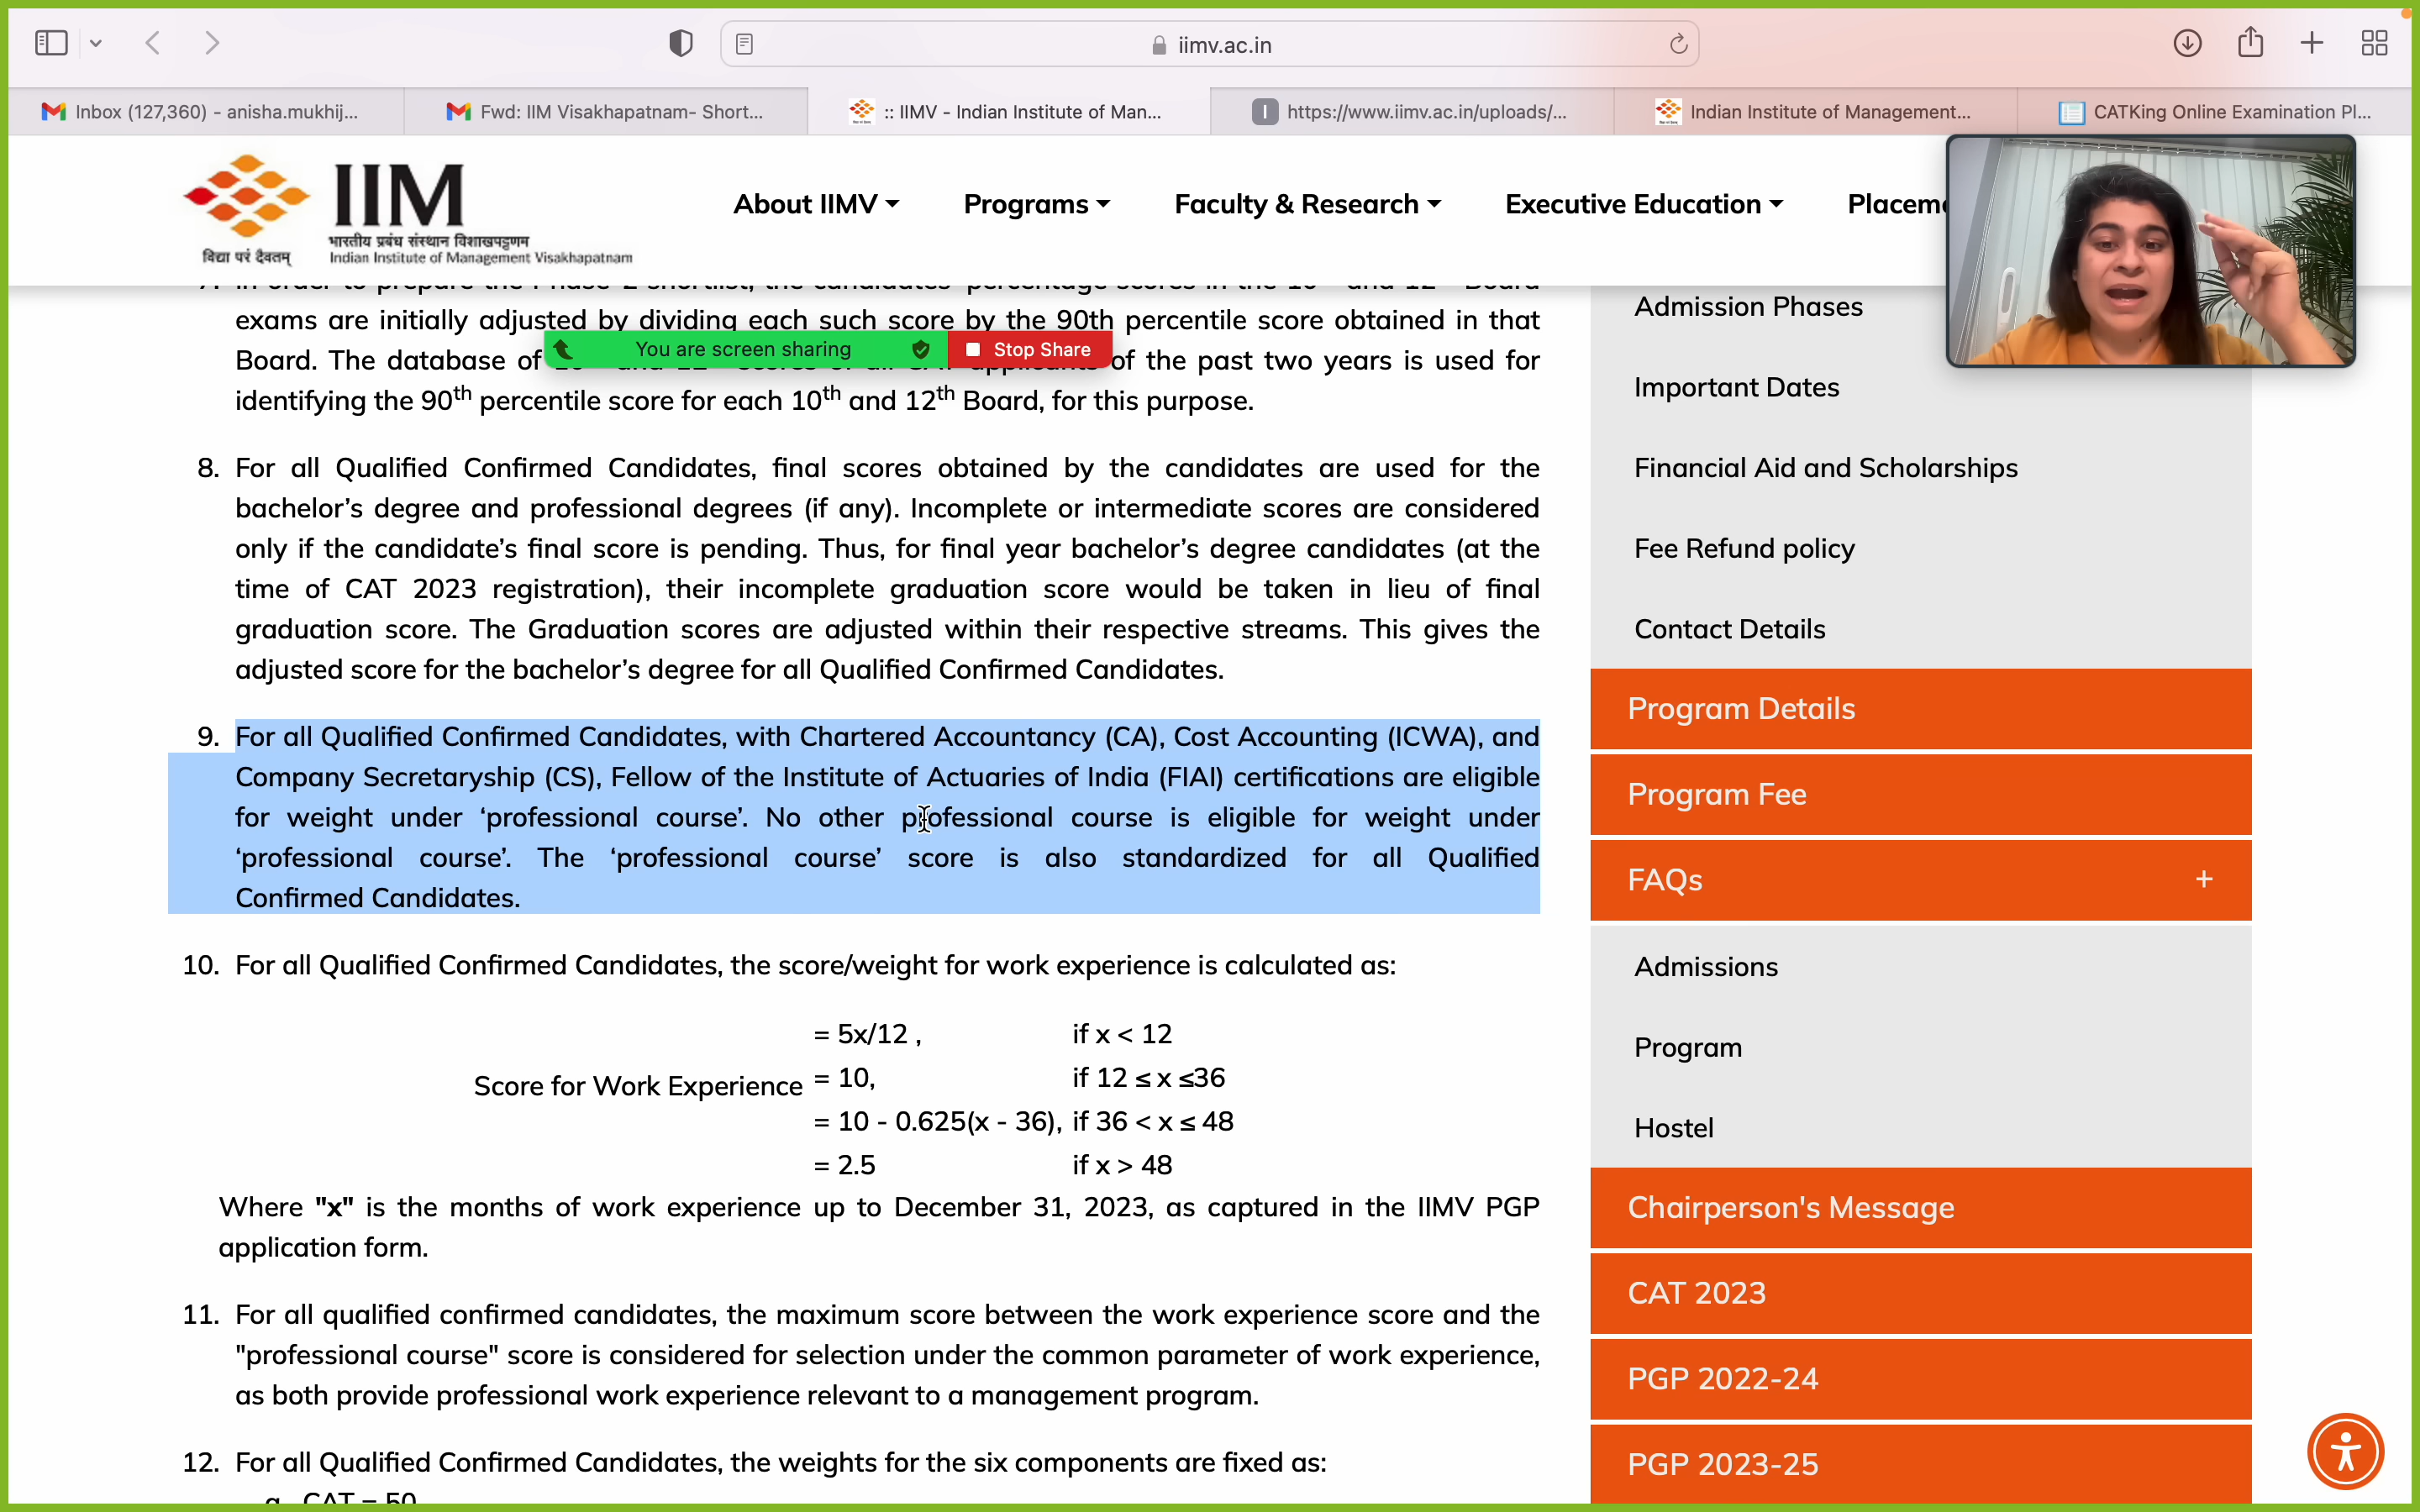 iimv.ac.in
Inbox (127,360) - anisha.mukhij...
Fwd: IIM Visakhapatnam- Short...
:: IIMV - Indian Institute of Man...
I
https://www.iimv.ac.in/uploads/...
Indian Institute of Management...
CATKing Online Examination Pl...
IIM
भारतीय प्रबंध संस्थान विशाखपट्टणम
विद्या परं दैवतम्
Indian Institute of Management Visakhapatnam
About IIMV
Programs
Faculty & Research
Executive Education
Placem
exams are initially adjusted by dividing each such score by the 90th percentile score obtained in that
You are screen sharing
Stop Share
Board. The database of
of the past two years is used for
identifying the 90th percentile score for each 10th and 12th Board, for this purpose.
8. For all Qualified Confirmed Candidates, final scores obtained by the candidates are used for the
bachelor’s degree and professional degrees (if any). Incomplete or intermediate scores are considered
only if the candidate’s final score is pending. Thus, for final year bachelor’s degree candidates (at the
time of CAT 2023 registration), their incomplete graduation score would be taken in lieu of final
graduation score. The Graduation scores are adjusted within their respective streams. This gives the
adjusted score for the bachelor’s degree for all Qualified Confirmed Candidates.
9. For all Qualified Confirmed Candidates, with Chartered Accountancy (CA), Cost Accounting (ICWA), and
Company Secretaryship (CS), Fellow of the Institute of Actuaries of India (FIAI) certifications are eligible
for weight under ‘professional course’. No other professional course is eligible for weight under
‘professional course’. The ‘professional course’ score is also standardized for all Qualified
Confirmed Candidates.
10. For all Qualified Confirmed Candidates, the score/weight for work experience is calculated as:
= 5x/12 , if x < 12
Score for Work Experience
= 10, if 12 ≤ x ≤36
= 10 - 0.625(x - 36), if 36 < x ≤ 48
= 2.5 if x > 48
Where "x" is the months of work experience up to December 31, 2023, as captured in the IIMV PGP
application form.
11. For all qualified confirmed candidates, the maximum score between the work experience score and the
"professional course" score is considered for selection under the common parameter of work experience,
as both provide professional work experience relevant to a management program.
12. For all Qualified Confirmed Candidates, the weights for the six components are fixed as:
a. CAT = 50
Admission Phases
Important Dates
Financial Aid and Scholarships
Fee Refund policy
Contact Details
Program Details
Program Fee
FAQs +
Admissions
Program
Hostel
Chairperson's Message
CAT 2023
PGP 2022-24
PGP 2023-25